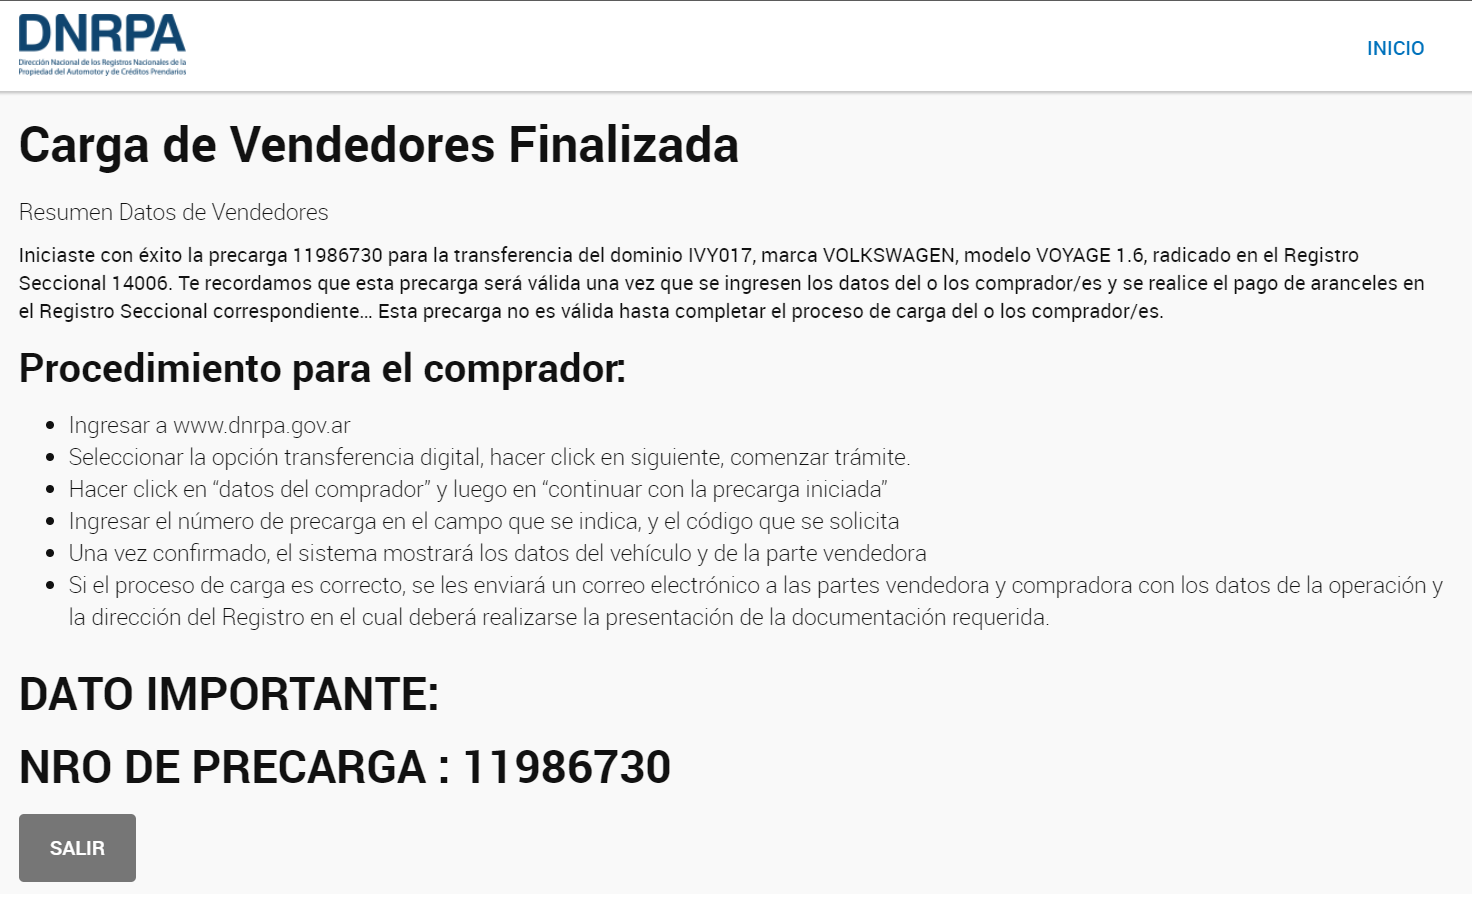 DNRPA
Dirección Nacional de los Registros Nacionales de la
Propiedad del Automotor y de Créditos Prendarios
INICIO
Carga de Vendedores Finalizada
Resumen Datos de Vendedores
Iniciaste con éxito la precarga 11986730 para la transferencia del dominio IVY017, marca VOLKSWAGEN, modelo VOYAGE 1.6, radicado en el Registro
Seccional 14006. Te recordamos que esta precarga será válida una vez que se ingresen los datos del o los comprador/es y se realice el pago de aranceles en
el Registro Seccional correspondiente... Esta precarga no es válida hasta completar el proceso de carga del o los comprador/es.
Procedimiento para el comprador:
• Ingresar a www.dnrpa.gov.ar
• Seleccionar la opción transferencia digital, hacer click en siguiente, comenzar trámite.
• Hacer click en “datos del comprador” y luego en “continuar con la precarga iniciada”
• Ingresar el número de precarga en el campo que se indica, y el código que se solicita
• Una vez confirmado, el sistema mostrará los datos del vehículo y de la parte vendedora
• Si el proceso de carga es correcto, se les enviará un correo electrónico a las partes vendedora y compradora con los datos de la operación y
la dirección del Registro en el cual deberá realizarse la presentación de la documentación requerida.
DATO IMPORTANTE:
NRO DE PRECARGA : 11986730
SALIR